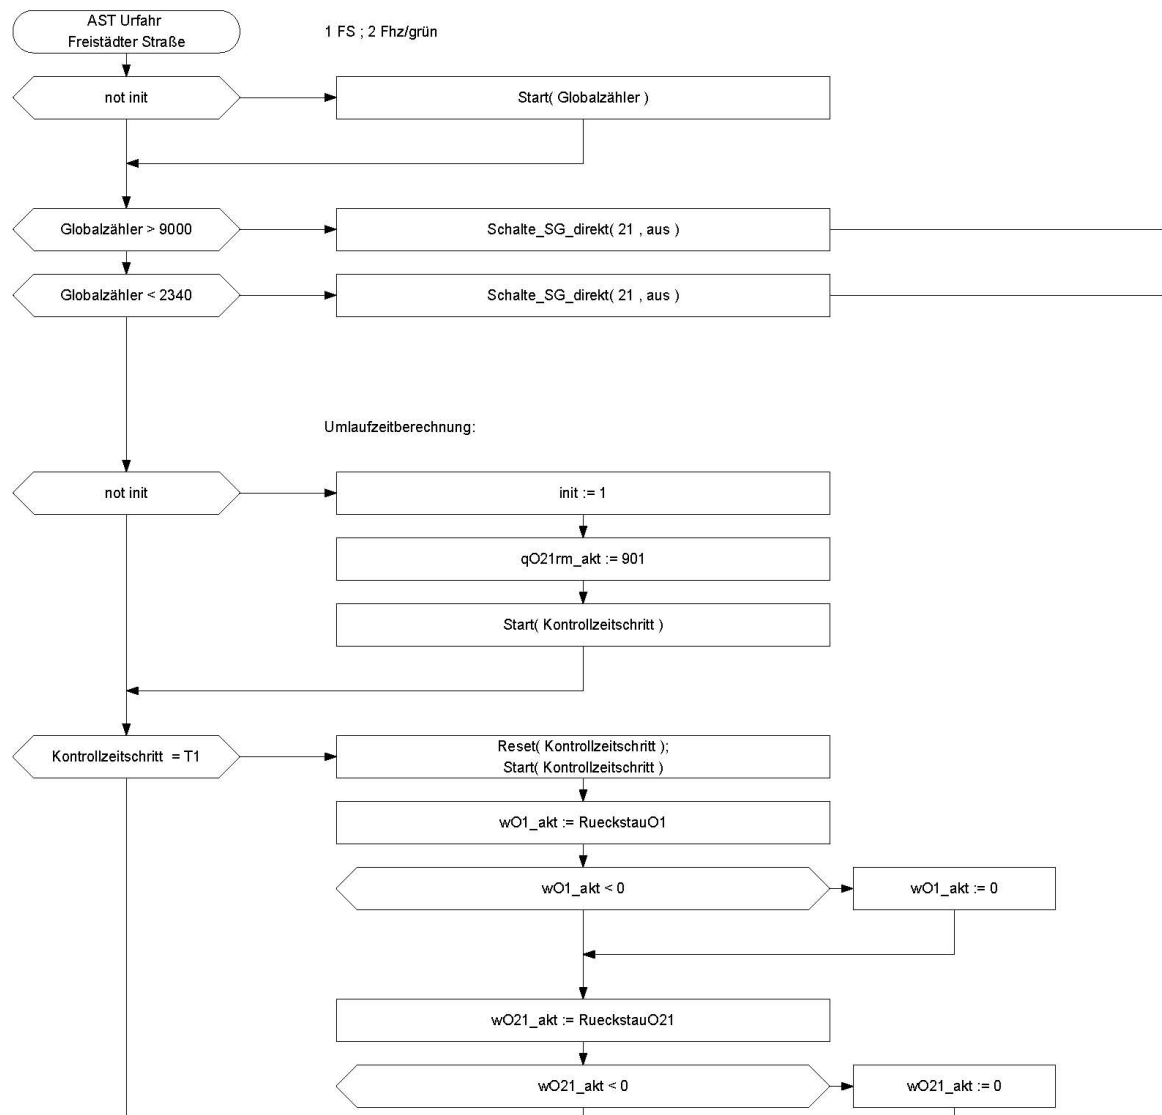 AST Urfahr
Freistädter Straße
1 FS ; 2 Fhz/grün
not init
Start( Globalzähler )
Globalzähler > 9000
Schalte_SG_direkt( 21 , aus )
Globalzähler < 2340
Schalte_SG_direkt( 21 , aus )
Umlaufzeitberechnung:
not init
init := 1
qO21rm_akt := 901
Start( Kontrollzeitschritt )
Kontrollzeitschritt = T1
Reset( Kontrollzeitschritt );
Start( Kontrollzeitschritt )
wO1_akt := RueckstauO1
wO1_akt < 0
wO1_akt := 0
wO21_akt := RueckstauO21
wO21_akt < 0
wO21_akt := 0